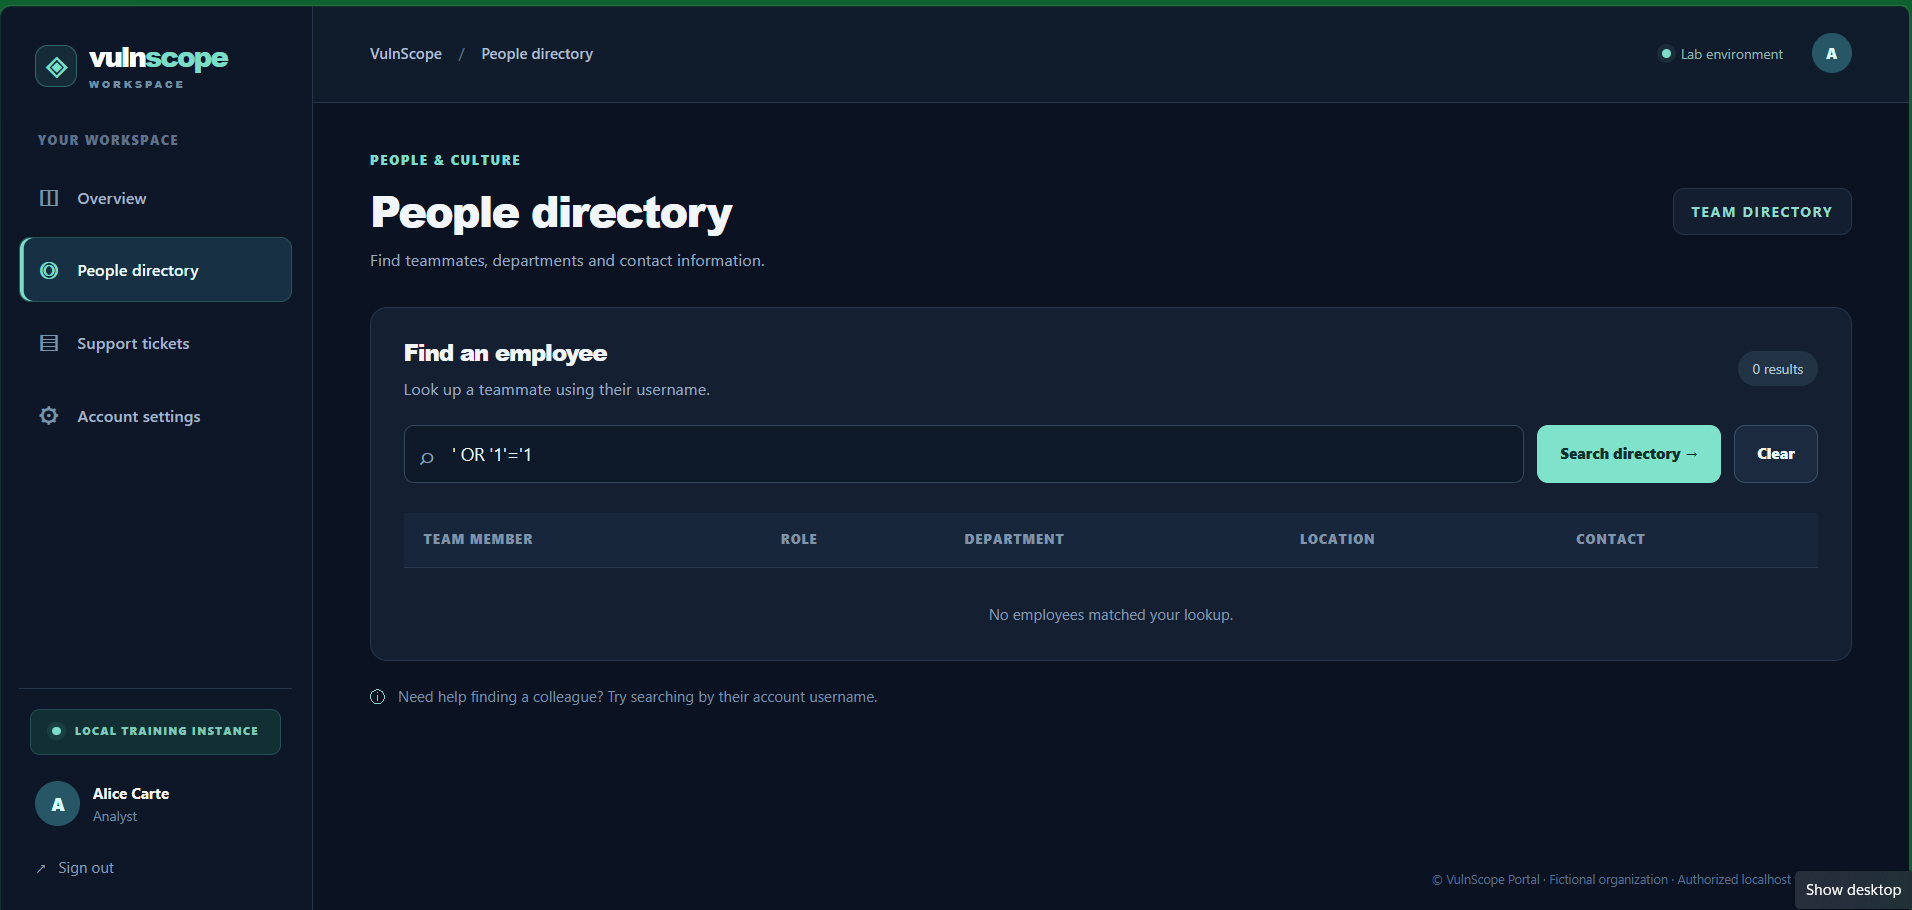 vulnscope
WORKSPACE
YOUR WORKSPACE
Overview
People directory
Support tickets
Account settings
LOCAL TRAINING INSTANCE
A
Alice Carte
Analyst
↗ Sign out
VulnScope / People directory
Lab environment
A
PEOPLE & CULTURE
People directory
TEAM DIRECTORY
Find teammates, departments and contact information.
Find an employee
0 results
Look up a teammate using their username.
' OR '1'='1
Search directory →
Clear
TEAM MEMBER ROLE DEPARTMENT LOCATION CONTACT
No employees matched your lookup.
Need help finding a colleague? Try searching by their account username.
© VulnScope Portal · Fictional organization · Authorized localhost
Show desktop